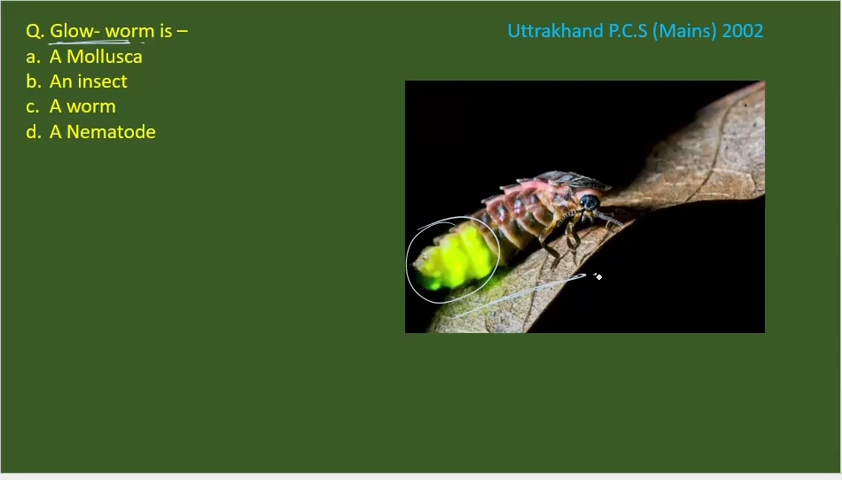 Q. Glow- worm is –
Uttrakhand P.C.S (Mains) 2002
a. A Mollusca
b. An insect
c. A worm
d. A Nematode